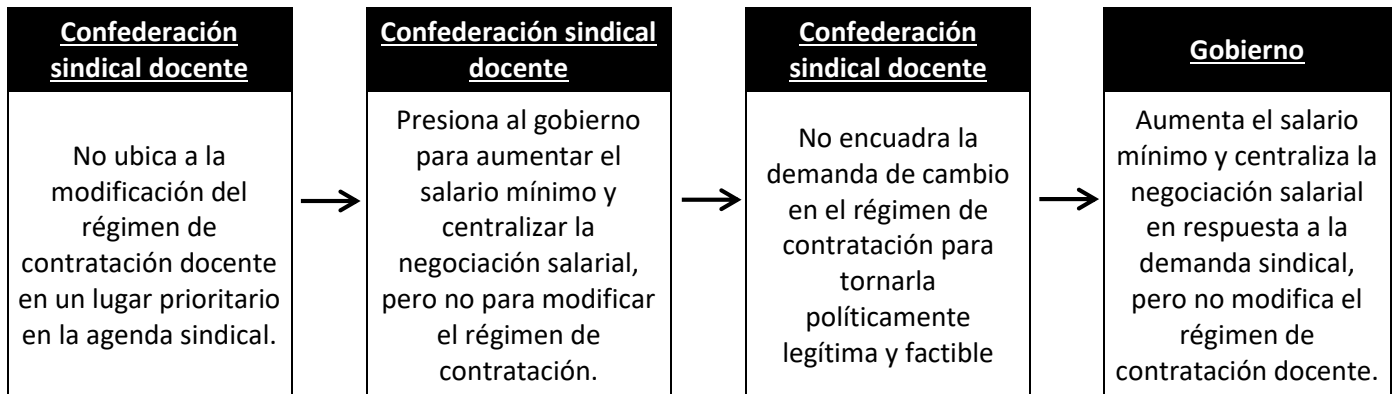 Confederación
sindical docente
No ubica a la
modificación del
régimen de
contratación docente
en un lugar prioritario
en la agenda sindical.
Confederación sindical
docente
Presiona al gobierno
para aumentar el
salario mínimo y
centralizar la
negociación salarial,
pero no para modificar
el régimen de
contratación.
Confederación
sindical docente
No encuadra la
demanda de cambio
en el régimen de
contratación para
tornarla
políticamente
legítima y factible
Gobierno
Aumenta el salario
mínimo y centraliza la
negociación salarial
en respuesta a la
demanda sindical,
pero no modifica el
régimen de
contratación docente.